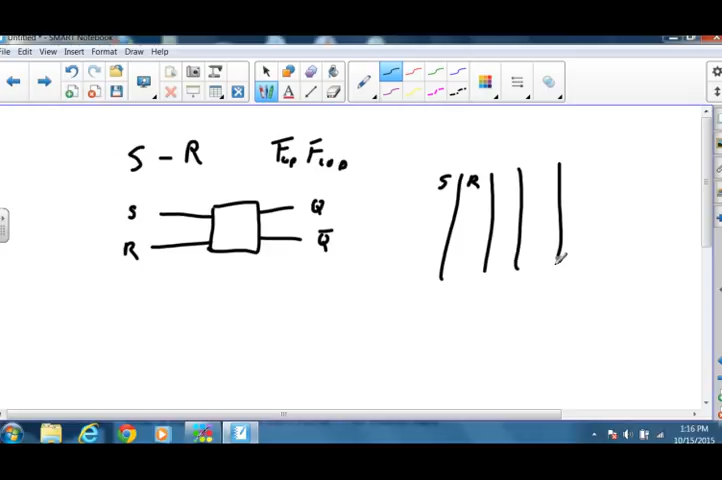 Untitled * - SMART Notebook
File Edit View Insert Format Draw Help
S - R Flip Flop
S Q
R Q̅
S R
1:16 PM
10/15/2015